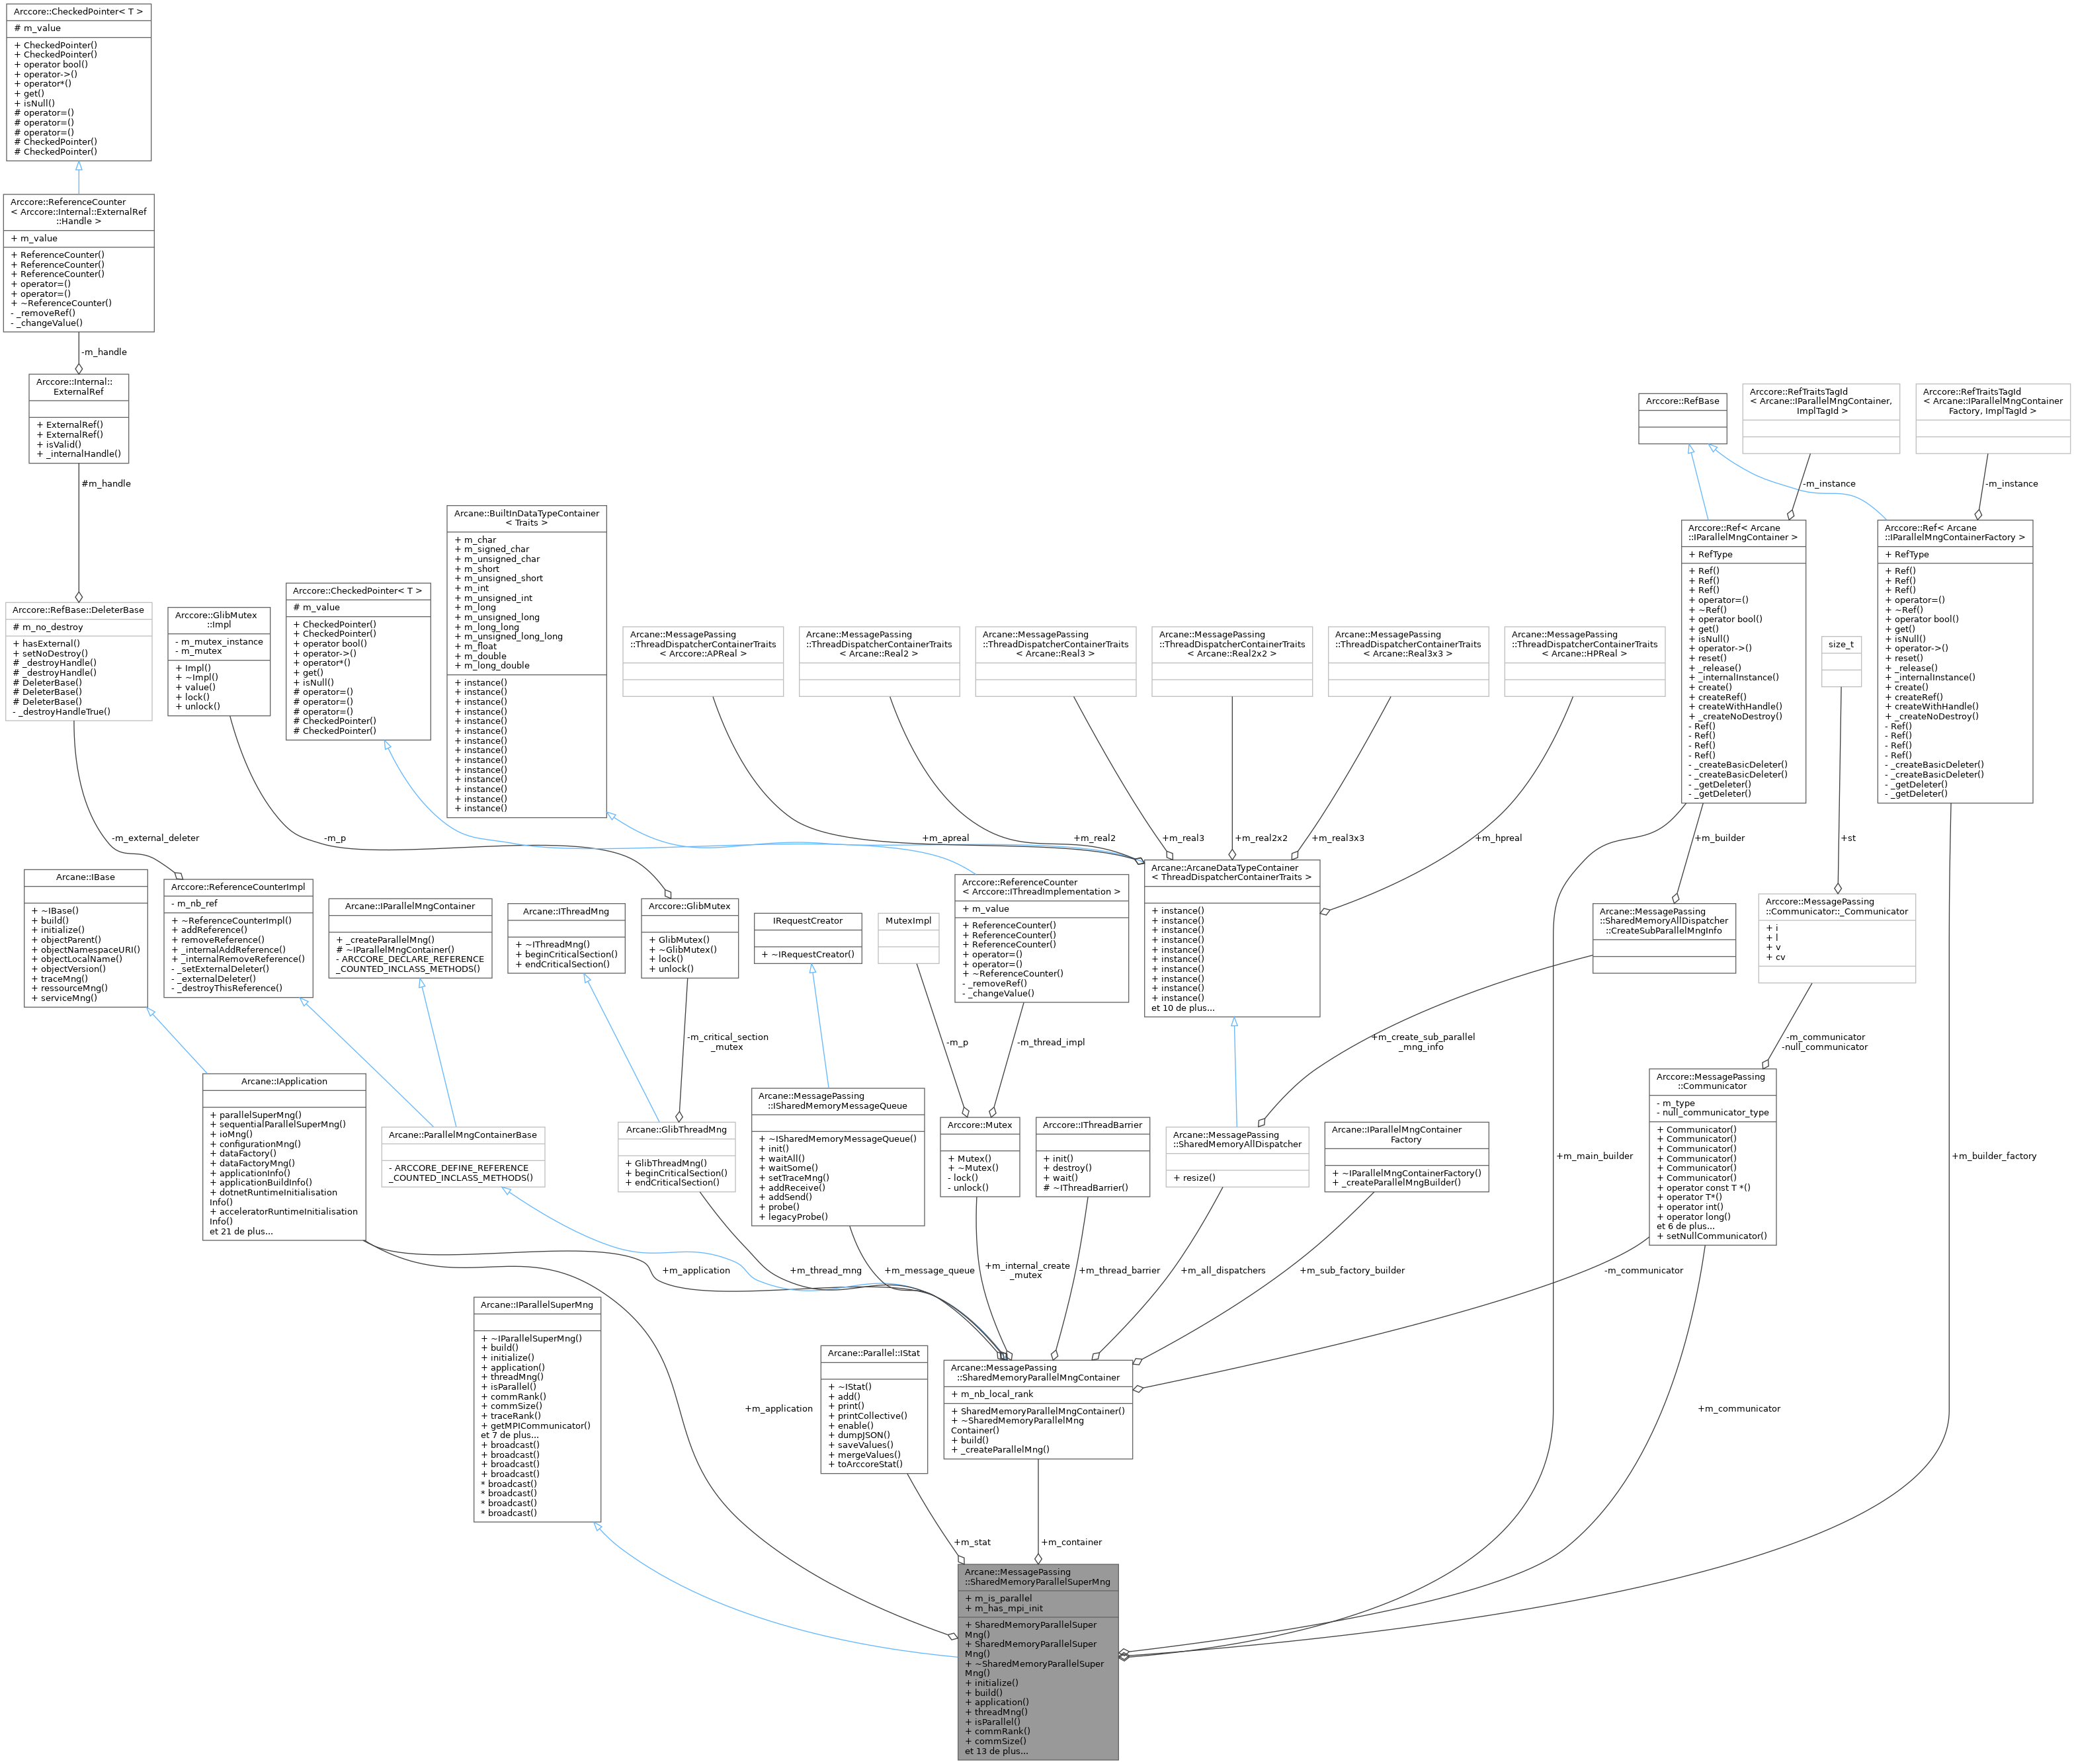 Arccore::CheckedPointer< T >
# m_value
+ CheckedPointer()
+ CheckedPointer()
+ operator bool()
+ operator->()
+ operator*()
+ get()
+ isNull()
# operator=()
# operator=()
# operator=()
# CheckedPointer()
# CheckedPointer()
Arccore::ReferenceCounter
< Arccore::Internal::ExternalRef
::Handle >
+ m_value
+ ReferenceCounter()
+ ReferenceCounter()
+ ReferenceCounter()
+ operator=()
+ operator=()
+ ~ReferenceCounter()
- _removeRef()
- _changeValue()
-m_handle
Arccore::Internal::
ExternalRef
+ ExternalRef()
+ ExternalRef()
+ isValid()
+ _internalHandle()
#m_handle
Arccore::RefBase
Arccore::RefTraitsTagId
< Arcane::IParallelMngContainer,
ImplTagId >
Arccore::RefTraitsTagId
< Arcane::IParallelMngContainer
Factory, ImplTagId >
-m_instance
-m_instance
Arccore::RefBase::DeleterBase
# m_no_destroy
+ hasExternal()
+ setNoDestroy()
# _destroyHandle()
# _destroyHandle()
# DeleterBase()
# DeleterBase()
# DeleterBase()
- _destroyHandleTrue()
Arccore::GlibMutex
::Impl
- m_mutex_instance
- m_mutex
+ Impl()
+ ~Impl()
+ value()
+ lock()
+ unlock()
Arccore::CheckedPointer< T >
# m_value
+ CheckedPointer()
+ CheckedPointer()
+ operator bool()
+ operator->()
+ operator*()
+ get()
+ isNull()
# operator=()
# operator=()
# operator=()
# CheckedPointer()
# CheckedPointer()
Arcane::BuiltInDataTypeContainer
< Traits >
+ m_char
+ m_signed_char
+ m_unsigned_char
+ m_short
+ m_unsigned_short
+ m_int
+ m_unsigned_int
+ m_long
+ m_unsigned_long
+ m_long_long
+ m_unsigned_long_long
+ m_float
+ m_double
+ m_long_double
+ instance()
+ instance()
+ instance()
+ instance()
+ instance()
+ instance()
+ instance()
+ instance()
+ instance()
+ instance()
+ instance()
+ instance()
+ instance()
+ instance()
Arcane::MessagePassing
::ThreadDispatcherContainerTraits
< Arccore::APReal >
Arcane::MessagePassing
::ThreadDispatcherContainerTraits
< Arcane::Real2 >
Arcane::MessagePassing
::ThreadDispatcherContainerTraits
< Arcane::Real3 >
Arcane::MessagePassing
::ThreadDispatcherContainerTraits
< Arcane::Real2x2 >
Arcane::MessagePassing
::ThreadDispatcherContainerTraits
< Arcane::Real3x3 >
Arcane::MessagePassing
::ThreadDispatcherContainerTraits
< Arcane::HPReal >
Arccore::Ref< Arcane
::IParallelMngContainer >
+ RefType
+ Ref()
+ Ref()
+ Ref()
+ operator=()
+ ~Ref()
+ operator bool()
+ get()
+ isNull()
+ operator->()
+ reset()
+ _release()
+ _internalInstance()
+ create()
+ createRef()
+ createWithHandle()
+ _createNoDestroy()
- Ref()
- Ref()
- Ref()
- Ref()
- _createBasicDeleter()
- _createBasicDeleter()
- _getDeleter()
- _getDeleter()
size_t
Arccore::Ref< Arcane
::IParallelMngContainerFactory >
+ RefType
+ Ref()
+ Ref()
+ Ref()
+ operator=()
+ ~Ref()
+ operator bool()
+ get()
+ isNull()
+ operator->()
+ reset()
+ _release()
+ _internalInstance()
+ create()
+ createRef()
+ createWithHandle()
+ _createNoDestroy()
- Ref()
- Ref()
- Ref()
- Ref()
- _createBasicDeleter()
- _createBasicDeleter()
- _getDeleter()
- _getDeleter()
-m_external_deleter
-m_p
+m_apreal
+m_real2
+m_real3
+m_real2x2
+m_real3x3
+m_hpreal
+m_builder
+st
Arcane::IBase
+ ~IBase()
+ build()
+ initialize()
+ objectParent()
+ objectNamespaceURI()
+ objectLocalName()
+ objectVersion()
+ traceMng()
+ ressourceMng()
+ serviceMng()
Arccore::ReferenceCounterImpl
- m_nb_ref
+ ~ReferenceCounterImpl()
+ addReference()
+ removeReference()
+ _internalAddReference()
+ _internalRemoveReference()
- _setExternalDeleter()
- _externalDeleter()
- _destroyThisReference()
Arcane::IParallelMngContainer
+ _createParallelMng()
# ~IParallelMngContainer()
- ARCCORE_DECLARE_REFERENCE
_COUNTED_INCLASS_METHODS()
Arcane::IThreadMng
+ ~IThreadMng()
+ beginCriticalSection()
+ endCriticalSection()
Arccore::GlibMutex
+ GlibMutex()
+ ~GlibMutex()
+ lock()
+ unlock()
IRequestCreator
+ ~IRequestCreator()
MutexImpl
Arccore::ReferenceCounter
< Arccore::IThreadImplementation >
+ m_value
+ ReferenceCounter()
+ ReferenceCounter()
+ ReferenceCounter()
+ operator=()
+ operator=()
+ ~ReferenceCounter()
- _removeRef()
- _changeValue()
Arcane::ArcaneDataTypeContainer
< ThreadDispatcherContainerTraits >
+ instance()
+ instance()
+ instance()
+ instance()
+ instance()
+ instance()
+ instance()
+ instance()
+ instance()
+ instance()
et 10 de plus...
Arcane::MessagePassing
::SharedMemoryAllDispatcher
::CreateSubParallelMngInfo
Arccore::MessagePassing
::Communicator::_Communicator
+ i
+ l
+ v
+ cv
-m_critical_section
_mutex
-m_p
-m_thread_impl
+m_create_sub_parallel
_mng_info
-m_communicator
-null_communicator
Arcane::IApplication
+ parallelSuperMng()
+ sequentialParallelSuperMng()
+ ioMng()
+ configurationMng()
+ dataFactory()
+ dataFactoryMng()
+ applicationInfo()
+ applicationBuildInfo()
+ dotnetRuntimeInitialisation
Info()
+ acceleratorRuntimeInitialisation
Info()
et 21 de plus...
Arcane::ParallelMngContainerBase
- ARCCORE_DEFINE_REFERENCE
_COUNTED_INCLASS_METHODS()
Arcane::GlibThreadMng
+ GlibThreadMng()
+ beginCriticalSection()
+ endCriticalSection()
Arcane::MessagePassing
::ISharedMemoryMessageQueue
+ ~ISharedMemoryMessageQueue()
+ init()
+ waitAll()
+ waitSome()
+ setTraceMng()
+ addReceive()
+ addSend()
+ probe()
+ legacyProbe()
Arccore::Mutex
+ Mutex()
+ ~Mutex()
- lock()
- unlock()
Arccore::IThreadBarrier
+ init()
+ destroy()
+ wait()
# ~IThreadBarrier()
Arcane::MessagePassing
::SharedMemoryAllDispatcher
+ resize()
Arcane::IParallelMngContainer
Factory
+ ~IParallelMngContainerFactory()
+ _createParallelMngBuilder()
Arccore::MessagePassing
::Communicator
- m_type
- null_communicator_type
+ Communicator()
+ Communicator()
+ Communicator()
+ Communicator()
+ Communicator()
+ Communicator()
+ operator const T *()
+ operator T*()
+ operator int()
+ operator long()
et 6 de plus...
+ setNullCommunicator()
+m_main_builder
+m_builder_factory
+m_application
+m_thread_mng
+m_message_queue
+m_internal_create
_mutex
+m_thread_barrier
+m_all_dispatchers
+m_sub_factory_builder
-m_communicator
Arcane::IParallelSuperMng
+ ~IParallelSuperMng()
+ build()
+ initialize()
+ application()
+ threadMng()
+ isParallel()
+ commRank()
+ commSize()
+ traceRank()
+ getMPICommunicator()
et 7 de plus...
+ broadcast()
+ broadcast()
+ broadcast()
+ broadcast()
* broadcast()
* broadcast()
* broadcast()
* broadcast()
+m_application
Arcane::Parallel::IStat
+ ~IStat()
+ add()
+ print()
+ printCollective()
+ enable()
+ dumpJSON()
+ saveValues()
+ mergeValues()
+ toArccoreStat()
Arcane::MessagePassing
::SharedMemoryParallelMngContainer
+ m_nb_local_rank
+ SharedMemoryParallelMngContainer()
+ ~SharedMemoryParallelMng
Container()
+ build()
+ _createParallelMng()
+m_communicator
+m_stat
+m_container
Arcane::MessagePassing
::SharedMemoryParallelSuperMng
+ m_is_parallel
+ m_has_mpi_init
+ SharedMemoryParallelSuper
Mng()
+ SharedMemoryParallelSuper
Mng()
+ ~SharedMemoryParallelSuper
Mng()
+ initialize()
+ build()
+ application()
+ threadMng()
+ isParallel()
+ commRank()
+ commSize()
et 13 de plus...